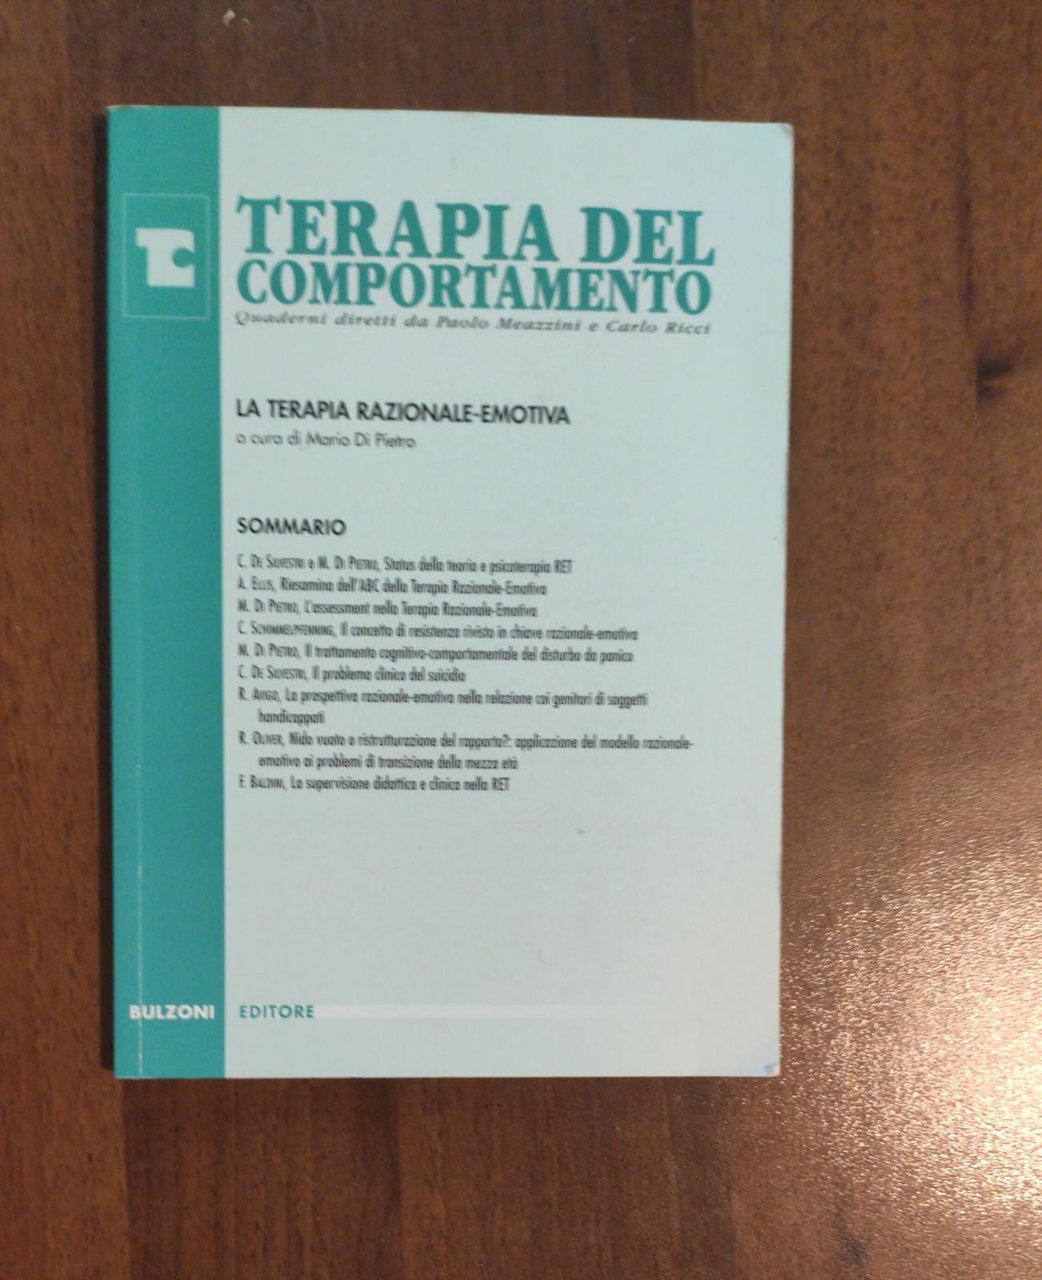 TC
TERAPIA DEL
COMPORTAMENTO
Quaderni diretti da Paolo Meazzini e Carlo Ricci
LA TERAPIA RAZIONALE-EMOTIVA
a cura di Mario Di Pietro
SOMMARIO
C. DE SILVESTRI e M. DI PIETRO, Status della teoria e psicoterapia RET
A. ELLIS, Riesamina dell'ABC della Terapia Razionale-Emotiva
M. DI PIETRO, L'assessment nella Terapia Razionale-Emotiva
C. SCHIMMELPFENNING, Il concetto di resistenza rivisto in chiave razionale-emotiva
M. DI PIETRO, Il trattamento cognitivo-comportamentale del disturbo da panico
C. DE SILVESTRI, Il problema clinico del suicidio
R. La prospettiva razionale-emotiva nella relazione coi genitori di soggetti
handicappati
R. OLIVER, Nido vuoto o ristrutturazione del rapporto?: applicazione del modello razionale-
emotivo ai problemi di transizione della mezza età
F. BALDINI, La supervisione didattica e clinica nella RET
BULZONI EDITORE